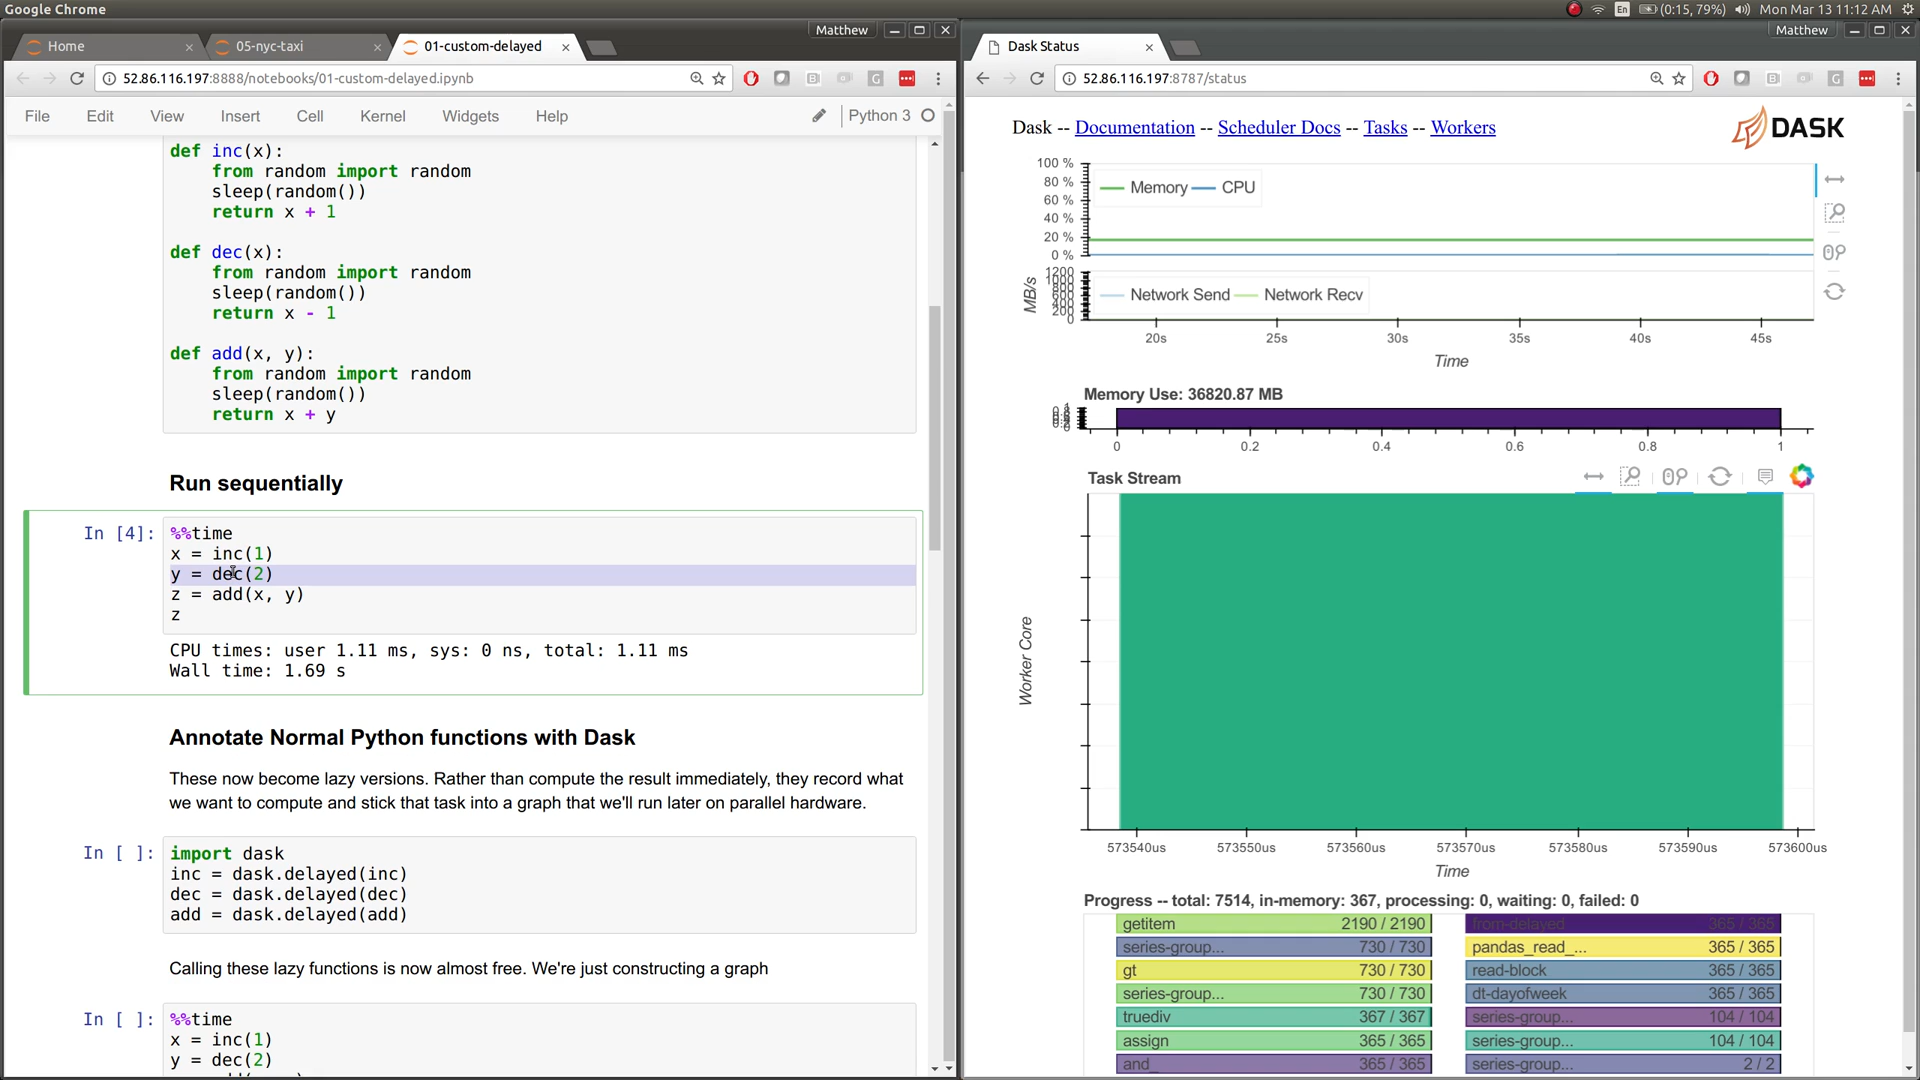 Google Chrome
(0:15, 79%)
En
Mon Mar 13 11:12 AM
Home
05-nyc-taxi
01-custom-delayed
Matthew
52.86.116.197:8888/notebooks/01-custom-delayed.ipynb
File Edit View Insert Cell Kernel Widgets Help
Python 3
def inc(x):
    from random import random
    sleep(random())
    return x + 1
def dec(x):
    from random import random
    sleep(random())
    return x - 1
def add(x, y):
    from random import random
    sleep(random())
    return x + y
Run sequentially
In [4]:
%%time
x = inc(1)
y = dec(2)
z = add(x, y)
z
CPU times: user 1.11 ms, sys: 0 ns, total: 1.11 ms
Wall time: 1.69 s
Annotate Normal Python functions with Dask
These now become lazy versions. Rather than compute the result immediately, they record what
we want to compute and stick that task into a graph that we'll run later on parallel hardware.
In [ ]:
import dask
inc = dask.delayed(inc)
dec = dask.delayed(dec)
add = dask.delayed(add)
Calling these lazy functions is now almost free. We're just constructing a graph
In [ ]:
%%time
x = inc(1)
y = dec(2)
Dask Status
Matthew
52.86.116.197:8787/status
Dask -- Documentation -- Scheduler Docs -- Tasks -- Workers
DASK
100 %
80 %
60 %
40 %
20 %
0 %
Memory
CPU
MB/s
1200
1000
800
600
400
200
0
Network Send
Network Recv
20s 25s 30s 35s 40s 45s
Time
Memory Use: 36820.87 MB
0 0.2 0.4 0.6 0.8 1
Task Stream
Worker Core
573540us 573550us 573560us 573570us 573580us 573590us 573600us
Time
Progress -- total: 7514, in-memory: 367, processing: 0, waiting: 0, failed: 0
getitem 2190 / 2190
from-delayed 365 / 365
series-group... 730 / 730
pandas_read_... 365 / 365
gt 730 / 730
read-block 365 / 365
series-group... 730 / 730
dt-dayofweek 365 / 365
truediv 367 / 367
series-group... 104 / 104
assign 365 / 365
series-group... 104 / 104
and_ 365 / 365
series-group... 2 / 2